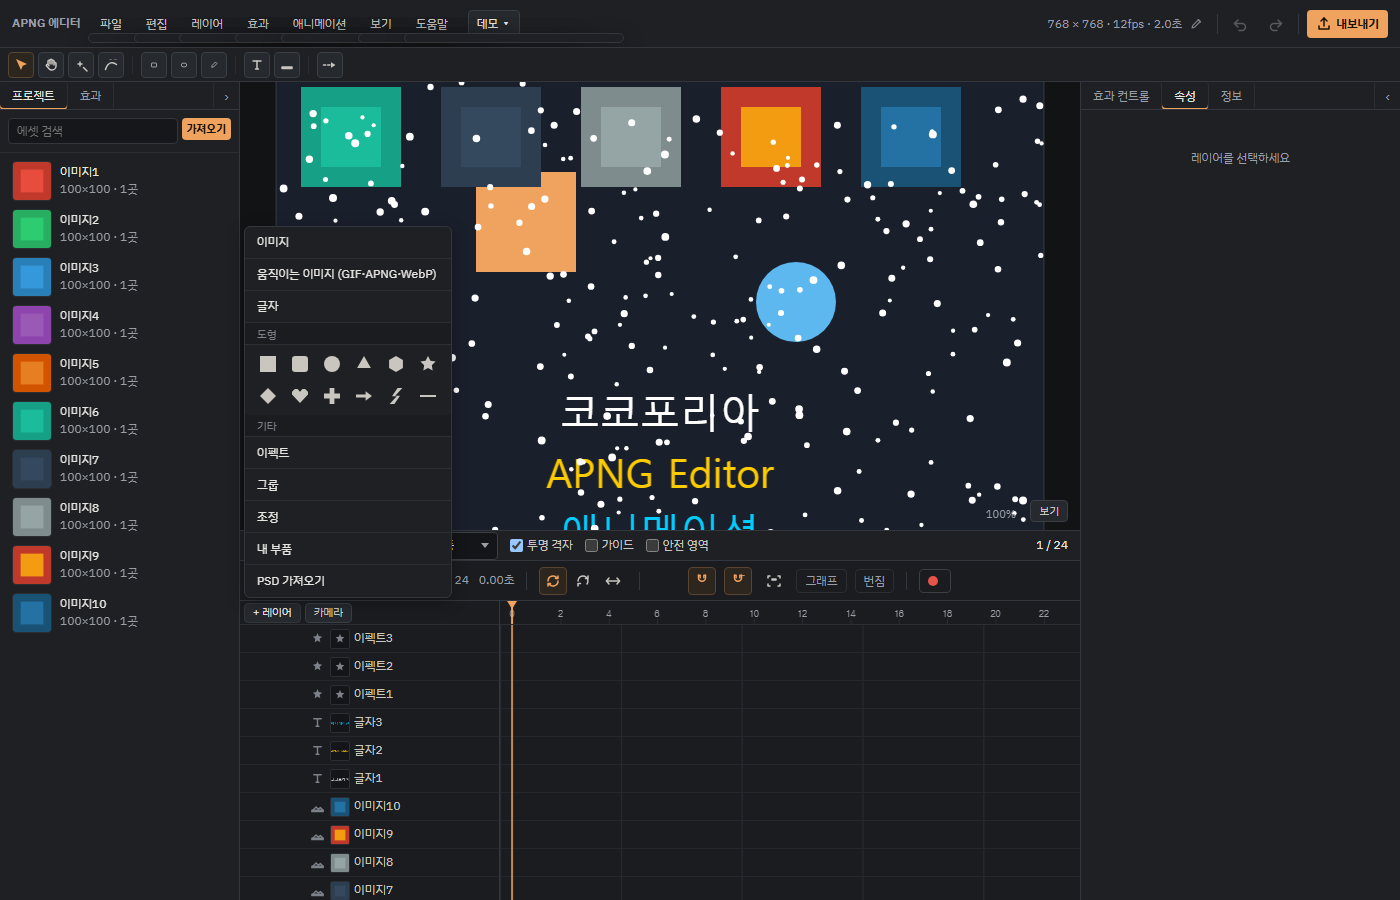 APNG 에디터 파일 편집 레이어 효과 애니메이션 보기 도움말 데모 768 × 768 · 12fps · 2.0초 내보내기
T
프로젝트 효과 › 효과 컨트롤 속성 정보 ‹
에셋 검색 가져오기
레이어를 선택하세요
이미지1
100×100 · 1곳
이미지2
100×100 · 1곳
이미지3
100×100 · 1곳
이미지4
100×100 · 1곳
이미지5
100×100 · 1곳
이미지6
100×100 · 1곳
이미지7
100×100 · 1곳
이미지8
100×100 · 1곳
이미지9
100×100 · 1곳
이미지10
100×100 · 1곳
이미지
움직이는 이미지 (GIF·APNG·WebP)
글자
도형
기타
이펙트
그룹
조정
내 부품
PSD 가져오기
코코포리아
APNG Editor
애니메이션
100% 보기
투명 격자 가이드 안전 영역 1 / 24
24 0.00초 그래프 번짐
+ 레이어 카메라 0 2 4 6 8 10 12 14 16 18 20 22
이펙트3
이펙트2
이펙트1
T 글자3
T 글자2
T 글자1
이미지10
이미지9
이미지8
이미지7